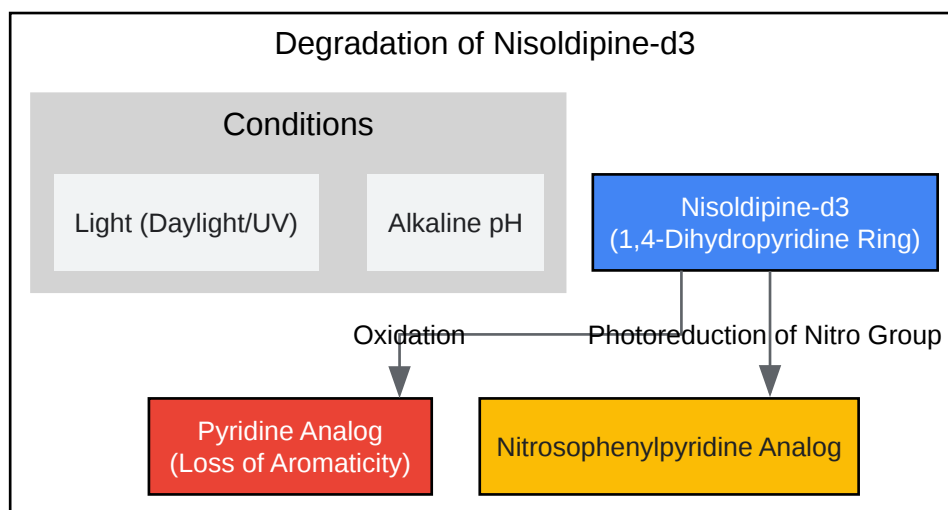 Degradation of Nisoldipine-d3
Conditions
Light (Daylight/UV)
Alkaline pH
Nisoldipine-d3
(1,4-Dihydropyridine Ring)
Oxidation
Photoreduction of Nitro Group
Pyridine Analog
(Loss of Aromaticity)
Nitrosophenylpyridine Analog